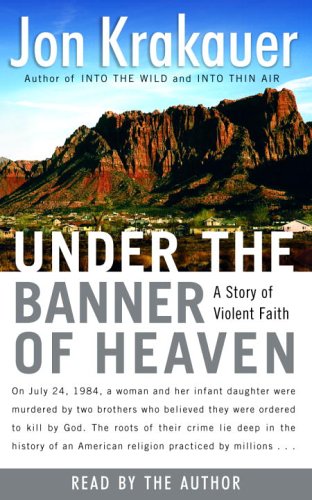 Jon Krakauer
Author of INTO THE WILD and INTO THIN AIR
UNDER THE
BANNER
OF HEAVEN
A Story of
Violent Faith
On July 24, 1984, a woman and her infant daughter were
murdered by two brothers who believed they were ordered
to kill by God. The roots of their crime lie deep in the
history of an American religion practiced by millions . . .
READ BY THE AUTHOR